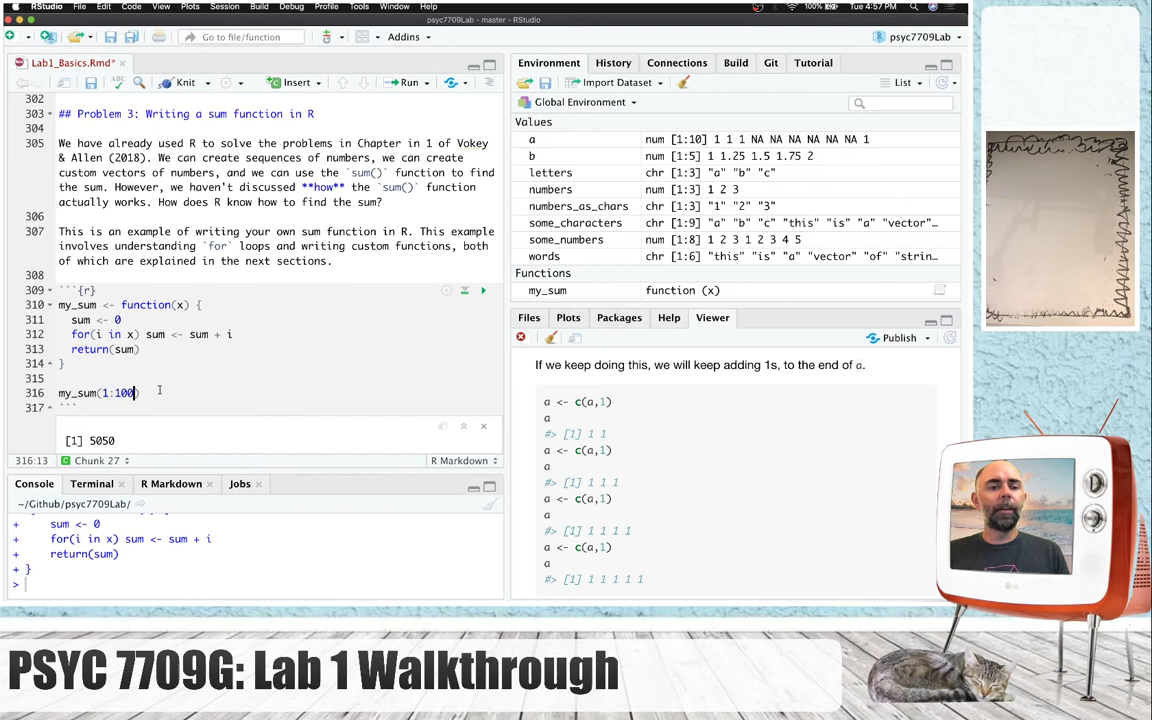 RStudio File Edit Code View Plots Session Build Debug Profile Tools Window Help 100% Tue 4:57 PM
psyc7709Lab - master - RStudio
Go to file/function Addins psyc7709Lab
Lab1_Basics.Rmd*
ABC Knit Insert Run
302
303 ## Problem 3: Writing a sum function in R
304
305 We have already used R to solve the problems in Chapter in 1 of Vokey
& Allen (2018). We can create sequences of numbers, we can create
custom vectors of numbers, and we can use the `sum()` function to find
the sum. However, we haven't discussed **how** the `sum()` function
actually works. How does R know how to find the sum?
306
307 This is an example of writing your own sum function in R. This example
involves understanding `for` loops and writing custom functions, both
of which are explained in the next sections.
308
309 ```{r}
310 my_sum <- function(x) {
311 sum <- 0
312 for(i in x) sum <- sum + i
313 return(sum)
314 }
315
316 my_sum(1:100)
317 ```
[1] 5050
316:13 Chunk 27 R Markdown
Console Terminal R Markdown Jobs
~/Github/psyc7709Lab/
+ sum <- 0
+ for(i in x) sum <- sum + i
+ return(sum)
+ }
>
Environment History Connections Build Git Tutorial
Import Dataset List
Global Environment
Values
a num [1:10] 1 1 1 NA NA NA NA NA NA 1
b num [1:5] 1 1.25 1.5 1.75 2
letters chr [1:3] "a" "b" "c"
numbers num [1:3] 1 2 3
numbers_as_chars chr [1:3] "1" "2" "3"
some_characters chr [1:9] "a" "b" "c" "this" "is" "a" "vector"…
some_numbers num [1:8] 1 2 3 1 2 3 4 5
words chr [1:6] "this" "is" "a" "vector" "of" "strin…
Functions
my_sum function (x)
Files Plots Packages Help Viewer
Publish
If we keep doing this, we will keep adding 1s, to the end of a.
a <- c(a,1)
a
#> [1] 1 1
a <- c(a,1)
a
#> [1] 1 1 1
a <- c(a,1)
a
#> [1] 1 1 1 1
a <- c(a,1)
a
#> [1] 1 1 1 1 1
LG
PSYC 7709G: Lab 1 Walkthrough